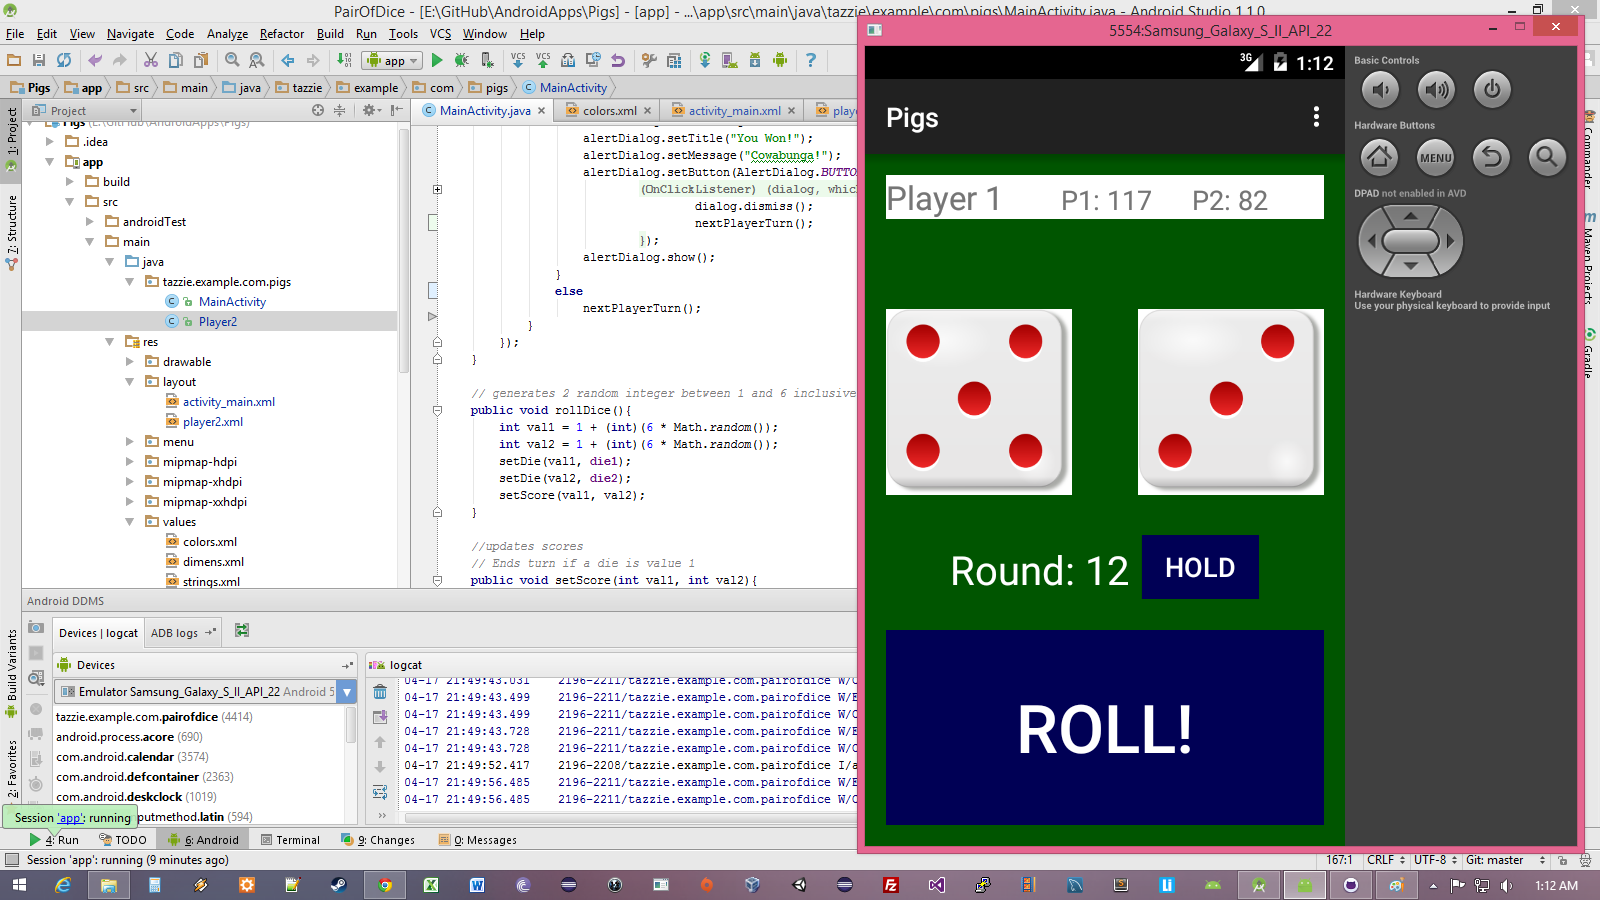 PairOfDice - [E:\GitHub\AndroidApps\Pigs] - [app] - ...\app\src\main\java\tazzie\example\com\pigs\MainActivity.java - Android Studio 1.1.0
File Edit View Navigate Code Analyze Refactor Build Run Tools VCS Window Help
app
Pigs app src main java tazzie example com pigs MainActivity
1: Project
7: Structure
Build Variants
2: Favorites
Project
Pigs (E:\GitHub\AndroidApps\Pigs)
.idea
app
build
src
androidTest
main
java
tazzie.example.com.pigs
MainActivity
Player2
res
drawable
layout
activity_main.xml
player2.xml
menu
mipmap-hdpi
mipmap-xhdpi
mipmap-xxhdpi
values
colors.xml
dimens.xml
strings.xml
MainActivity.java colors.xml activity_main.xml
alertDialog.setTitle("You Won!");
alertDialog.setMessage("Cowabunga!");
alertDialog.setButton(AlertDialog.BUTTO
(OnClickListener) (dialog, which
dialog.dismiss();
nextPlayerTurn();
});
alertDialog.show();
}
else
nextPlayerTurn();
}
});
}
// generates 2 random integer between 1 and 6 inclusive
public void rollDice(){
int val1 = 1 + (int)(6 * Math.random());
int val2 = 1 + (int)(6 * Math.random());
setDie(val1, die1);
setDie(val2, die2);
setScore(val1, val2);
}
//updates scores
// Ends turn if a die is value 1
public void setScore(int val1, int val2){
Android DDMS
Devices | logcat ADB logs
Devices
Emulator Samsung_Galaxy_S_II_API_22 Android 5
tazzie.example.com.pairofdice (4414)
android.process.acore (690)
com.android.calendar (3574)
com.android.defcontainer (2363)
com.android.deskclock (1019)
putmethod.latin (594)
logcat
04-17 21:49:43.031 2196-2211/tazzie.example.com.pairofdice W/
04-17 21:49:43.499 2196-2211/tazzie.example.com.pairofdice W/E
04-17 21:49:43.499 2196-2211/tazzie.example.com.pairofdice W/
04-17 21:49:43.728 2196-2211/tazzie.example.com.pairofdice W/E
04-17 21:49:43.728 2196-2211/tazzie.example.com.pairofdice W/
04-17 21:49:52.417 2196-2208/tazzie.example.com.pairofdice I/a
04-17 21:49:56.485 2196-2211/tazzie.example.com.pairofdice W/E
04-17 21:49:56.485 2196-2211/tazzie.example.com.pairofdice W/
Session 'app': running
4: Run TODO 6: Android Terminal 9: Changes 0: Messages
Session 'app': running (9 minutes ago)
167:1 CRLF UTF-8 Git: master
5554:Samsung_Galaxy_S_II_API_22
3G 1:12
Pigs
Player 1 P1: 117 P2: 82
Round: 12 HOLD
ROLL!
Basic Controls
Hardware Buttons
MENU
DPAD not enabled in AVD
Hardware Keyboard
Use your physical keyboard to provide input
Commander
Maven Projects
Gradle
1:12 AM